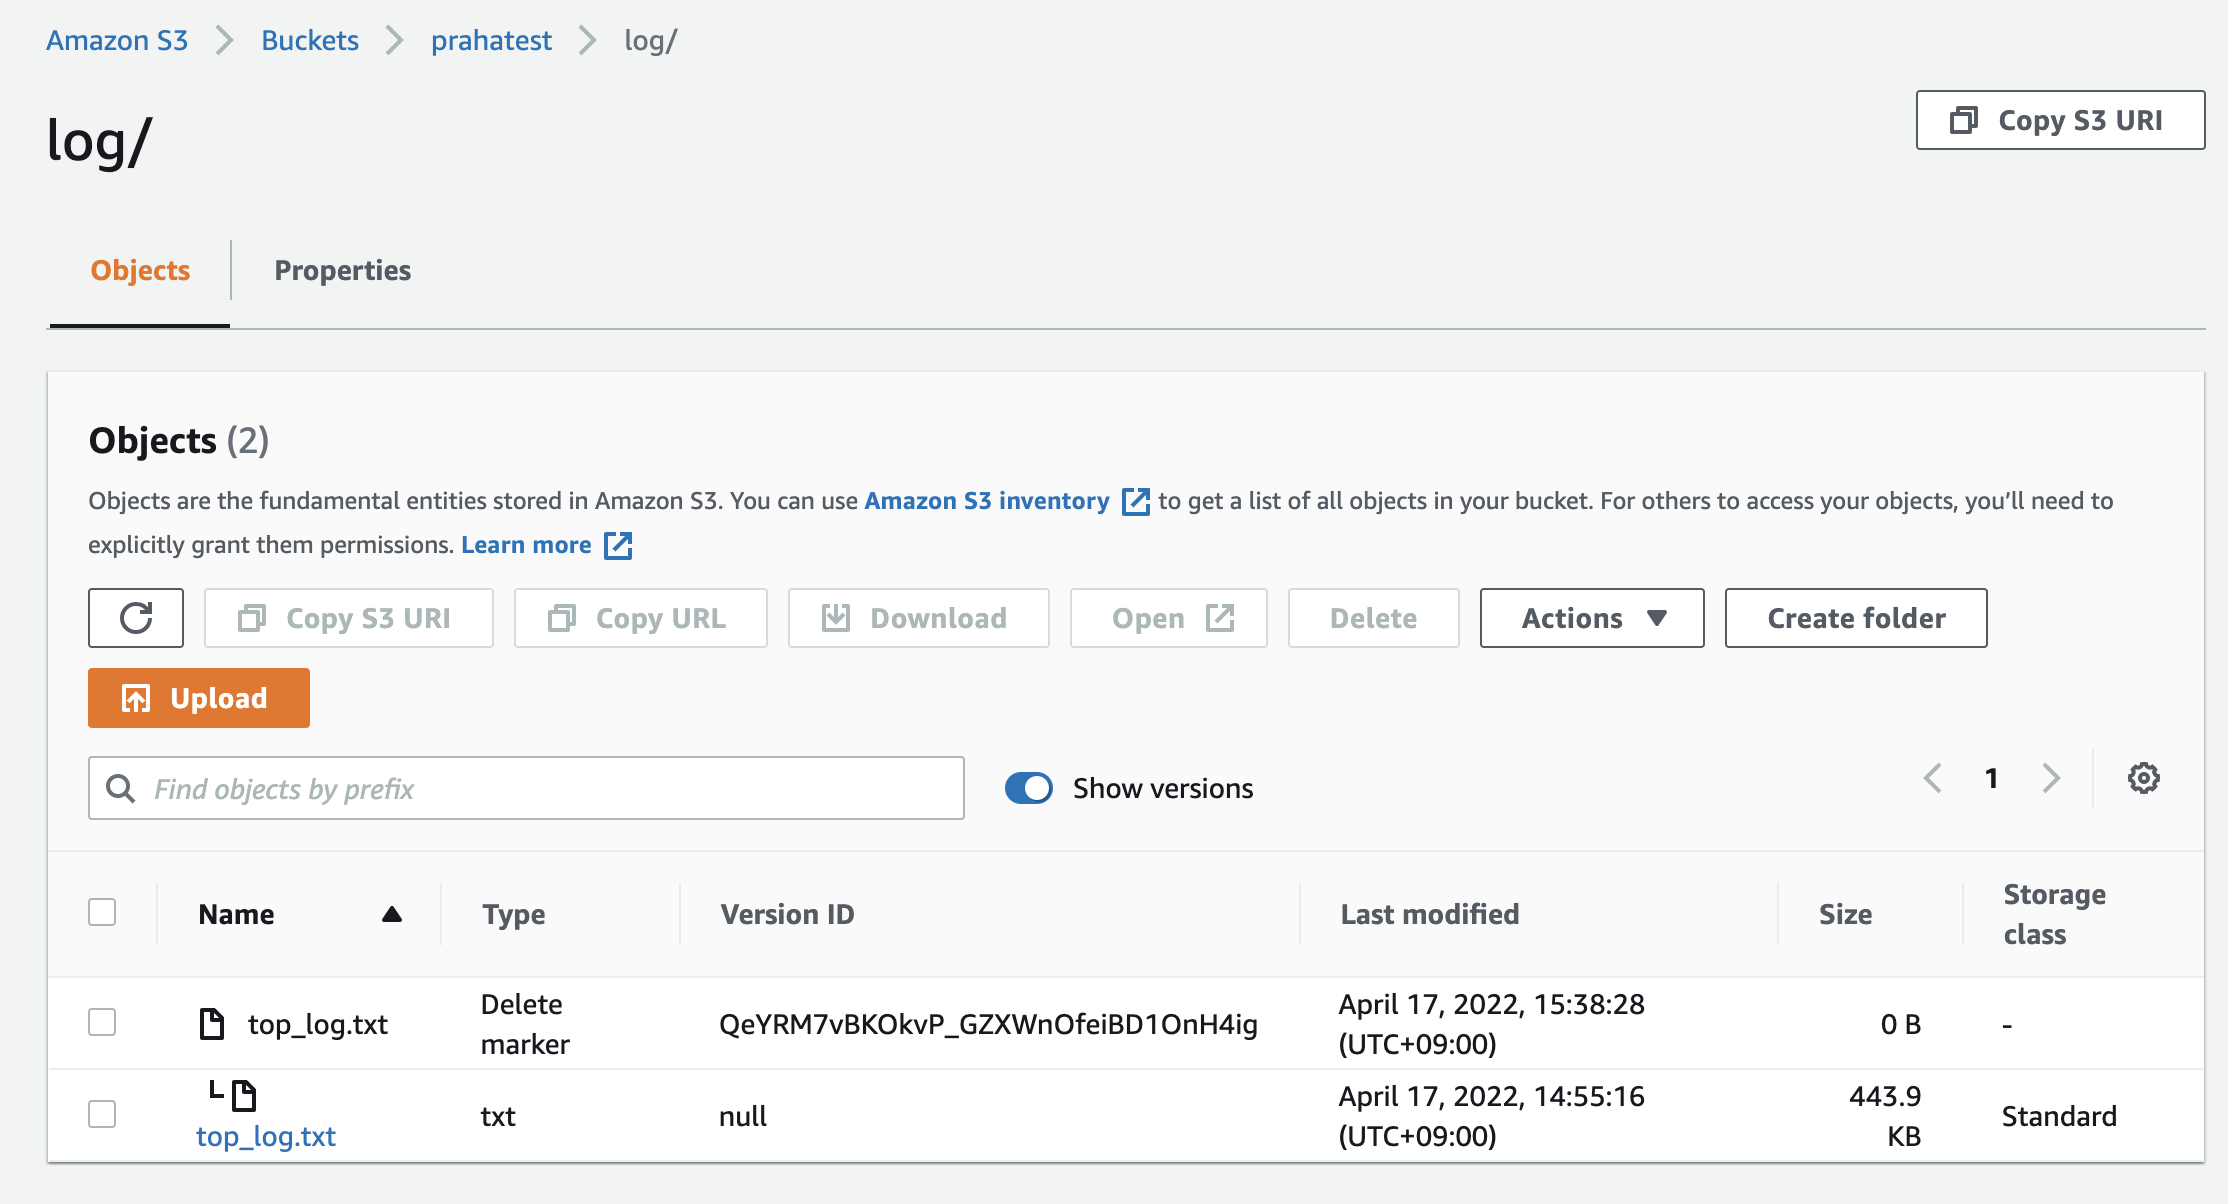 Amazon S3 > Buckets > prahatest > log/
log/
Copy S3 URI
Objects
Properties
Objects (2)
Objects are the fundamental entities stored in Amazon S3. You can use Amazon S3 inventory to get a list of all objects in your bucket. For others to access your objects, you’ll need to
explicitly grant them permissions. Learn more
Copy S3 URI
Copy URL
Download
Open
Delete
Actions
Create folder
Upload
Find objects by prefix
Show versions
1
Name
Type
Version ID
Last modified
Size
Storage
class
top_log.txt
Delete
marker
QeYRM7vBKOkvP_GZXWnOfeiBD1OnH4ig
April 17, 2022, 15:38:28
(UTC+09:00)
0 B
-
top_log.txt
txt
null
April 17, 2022, 14:55:16
(UTC+09:00)
443.9
KB
Standard